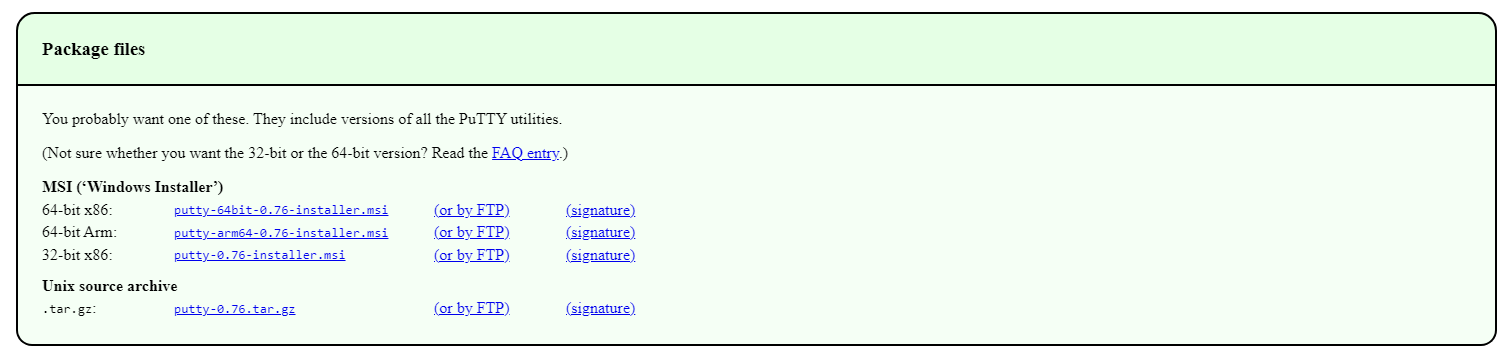 Package files
You probably want one of these. They include versions of all the PuTTY utilities.
(Not sure whether you want the 32-bit or the 64-bit version? Read the FAQ entry.)
MSI (‘Windows Installer’)
64-bit x86: putty-64bit-0.76-installer.msi (or by FTP) (signature)
64-bit Arm: putty-arm64-0.76-installer.msi (or by FTP) (signature)
32-bit x86: putty-0.76-installer.msi (or by FTP) (signature)
Unix source archive
.tar.gz: putty-0.76.tar.gz (or by FTP) (signature)